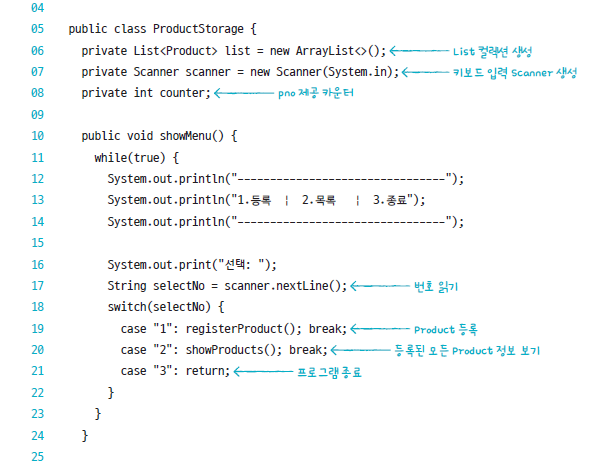 04
05 public class ProductStorage {
06 private List<Product> list = new ArrayList<>(); List 컬렉션 생성
07 private Scanner scanner = new Scanner(System.in); 키보드 입력 Scanner 생성
08 private int counter; pno 제공 카운터
09
10 public void showMenu() {
11 while(true) {
12 System.out.println("--------------------------------");
13 System.out.println("1.등록 | 2.목록 | 3.종료");
14 System.out.println("--------------------------------");
15
16 System.out.print("선택: ");
17 String selectNo = scanner.nextLine(); 번호 읽기
18 switch(selectNo) {
19 case "1": registerProduct(); break; Product 등록
20 case "2": showProducts(); break; 등록된 모든 Product 정보 보기
21 case "3": return; 프로그램 종료
22 }
23 }
24 }
25